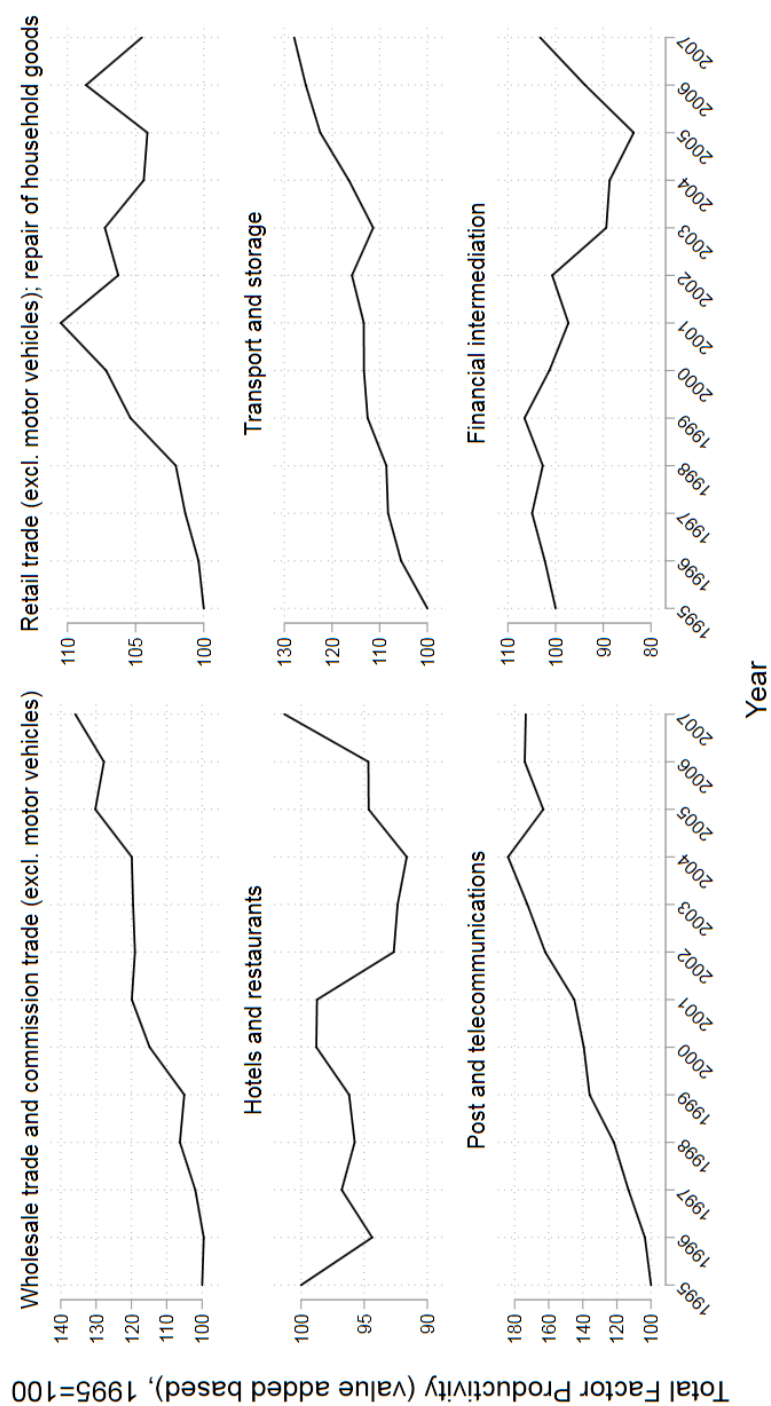 Total Factor Productivity (value added based), 1995=100
Wholesale trade and commission trade (excl. motor vehicles)
140
130
120
110
100
Retail trade (excl. motor vehicles); repair of household goods
110
105
100
Hotels and restaurants
100
95
90
Transport and storage
130
120
110
100
Post and telecommunications
180
160
140
120
100
1995 1996 1997 1998 1999 2000 2001 2002 2003 2004 2005 2006 2007
Financial intermediation
110
100
90
80
1995 1996 1997 1998 1999 2000 2001 2002 2003 2004 2005 2006 2007
Year